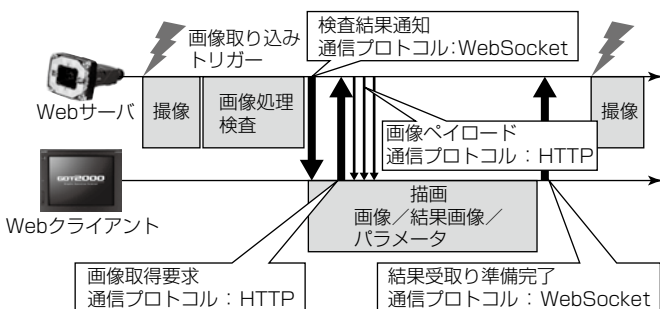 検査結果通知
通信プロトコル：WebSocket
画像取り込み
トリガー
Webサーバ
撮像
画像処理
検査
撮像
画像ペイロード
通信プロトコル：HTTP
GOT2000
Webクライアント
描画
画像／結果画像／
パラメータ
画像取得要求
通信プロトコル：HTTP
結果受取り準備完了
通信プロトコル：WebSocket